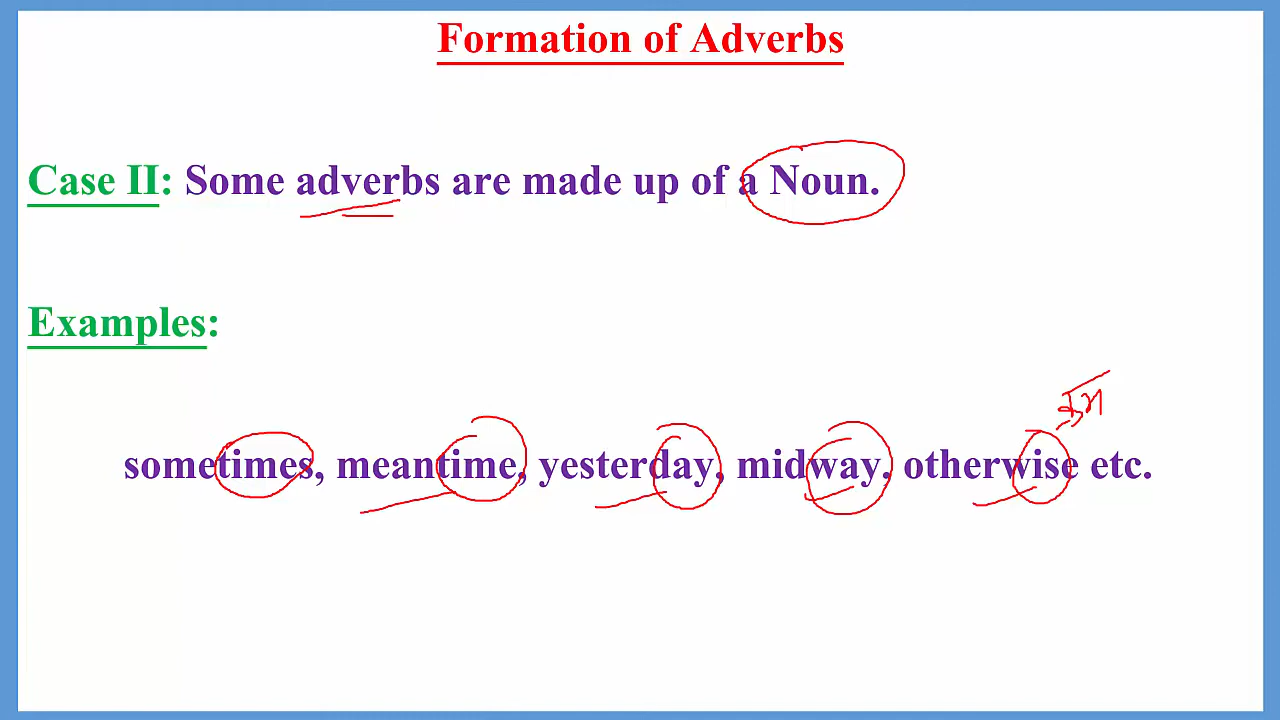 Formation of Adverbs
Case II: Some adverbs are made up of a Noun.
Examples:
sometimes, meantime, yesterday, midway, otherwise etc.